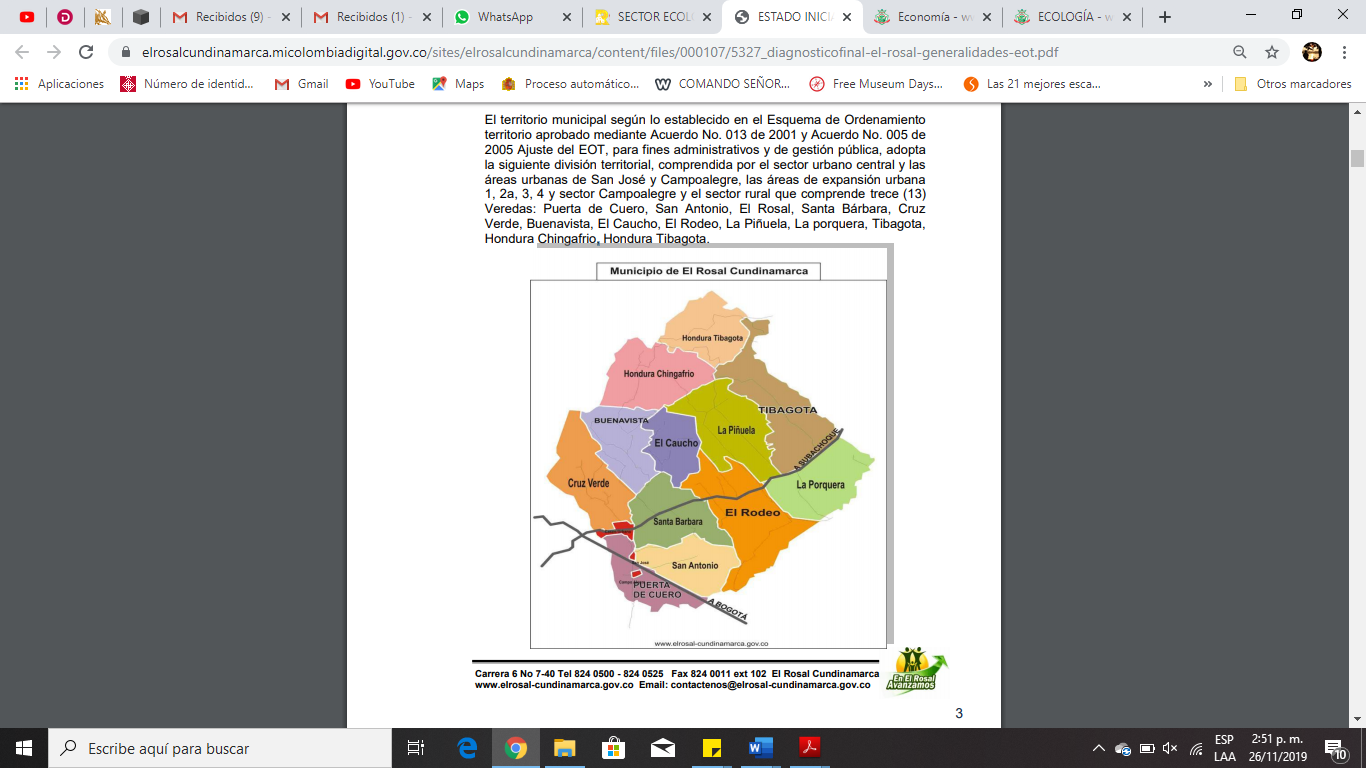 Recibidos (9) -
Recibidos (1) -
WhatsApp
SECTOR ECOL
ESTADO INICIA
Economía - w
ECOLOGÍA - w
elrosalcundinamarca.micolombiadigital.gov.co/sites/elrosalcundinamarca/content/files/000107/5327_diagnosticofinal-el-rosal-generalidades-eot.pdf
Aplicaciones
Número de identid...
Gmail
YouTube
Maps
Proceso automático...
COMANDO SEÑOR...
Free Museum Days...
Las 21 mejores esca...
»
Otros marcadores
El territorio municipal según lo establecido en el Esquema de Ordenamiento
territorio aprobado mediante Acuerdo No. 013 de 2001 y Acuerdo No. 005 de
2005 Ajuste del EOT, para fines administrativos y de gestión pública, adopta
la siguiente división territorial, comprendida por el sector urbano central y las
áreas urbanas de San José y Campoalegre, las áreas de expansión urbana
1, 2a, 3, 4 y sector Campoalegre y el sector rural que comprende trece (13)
Veredas: Puerta de Cuero, San Antonio, El Rosal, Santa Bárbara, Cruz
Verde, Buenavista, El Caucho, El Rodeo, La Piñuela, La porquera, Tibagota,
Hondura Chingafrio, Hondura Tibagota.
Municipio de El Rosal Cundinamarca
Hondura Tibagota
Hondura Chingafrio
TIBAGOTA
BUENAVISTA
La Piñuela
El Caucho
A SUBACHOQUE
Cruz Verde
La Porquera
El Rodeo
Santa Barbara
San José
San Antonio
PUERTA
DE CUERO
A BOGOTÁ
www.elrosal-cundinamarca.gov.co
En El Rosal
Avanzamos
Carrera 6 No 7-40 Tel 824 0500 - 824 0525 Fax 824 0011 ext 102 El Rosal Cundinamarca
www.elrosal-cundinamarca.gov.co Email: contactenos@elrosal-cundinamarca.gov.co
3
Escribe aquí para buscar
ESP
LAA
2:51 p. m.
26/11/2019
10